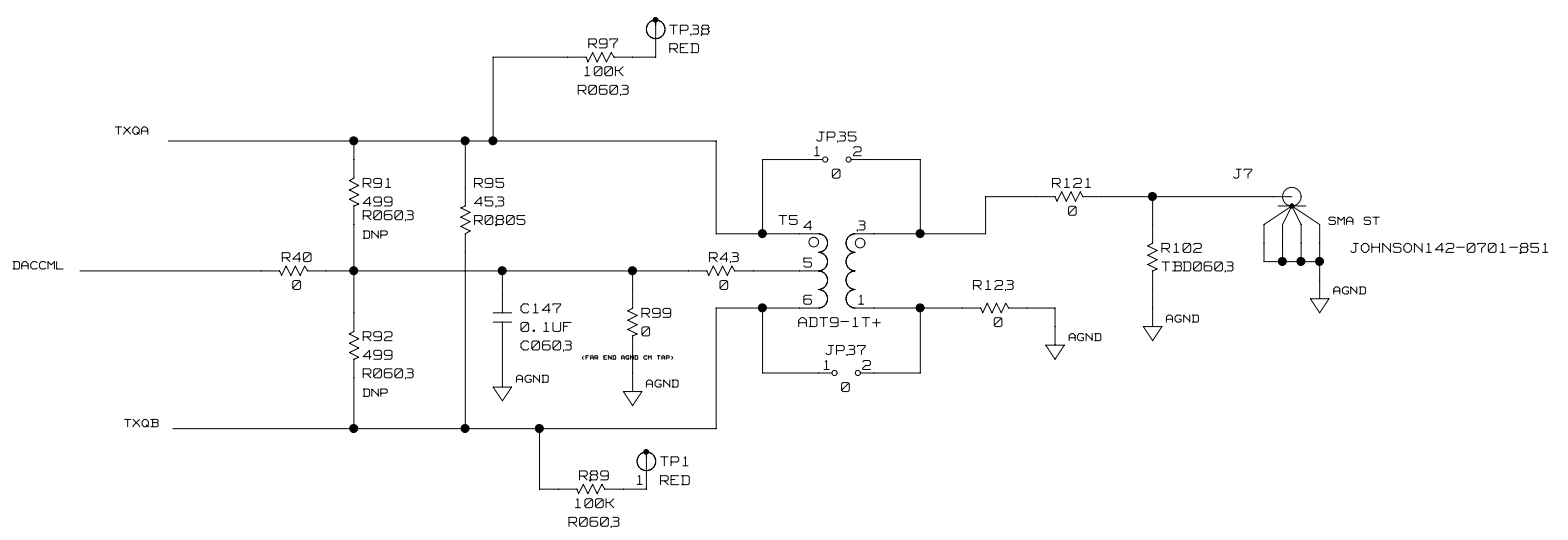 TP38
RED
R97
100K
R0603
TXQA
R91
499
R0603
DNP
R95
453
R0805
JP35
1 2
0
T5 4
3
5
6
1
ADT9-1T+
R121
0
J7
SMA ST
JOHNSON142-0701-851
AGND
R102
TBD0603
AGND
DACCML
R40
0
R43
0
R123
0
AGND
C147
0.1UF
C0603
AGND
R99
0
(FAR END AGND CM TAP)
AGND
R92
499
R0603
DNP
JP37
1 2
0
TXQB
TP1
1 RED
R89
100K
R0603